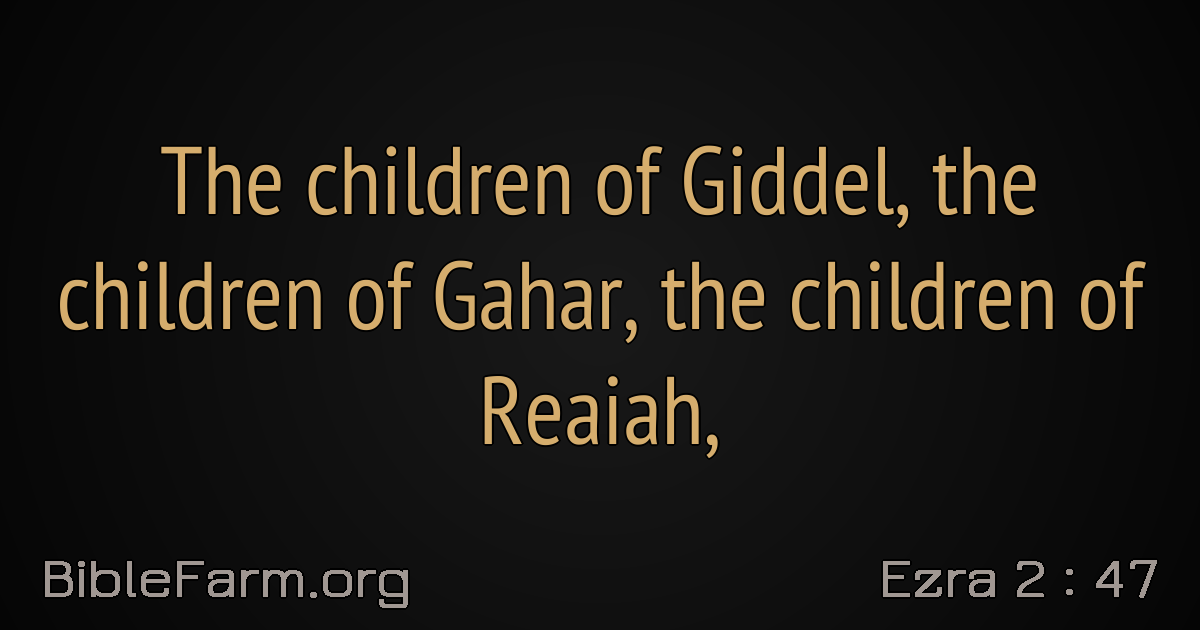 The children of Giddel, the
children of Gahar, the children of
Reaiah,
BibleFarm.org
Ezra 2 : 47